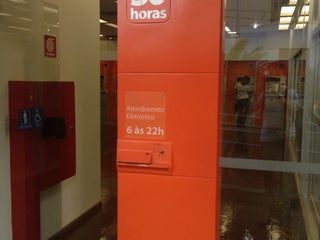 horas
Atendimento
Eletrônico
6 às 22h